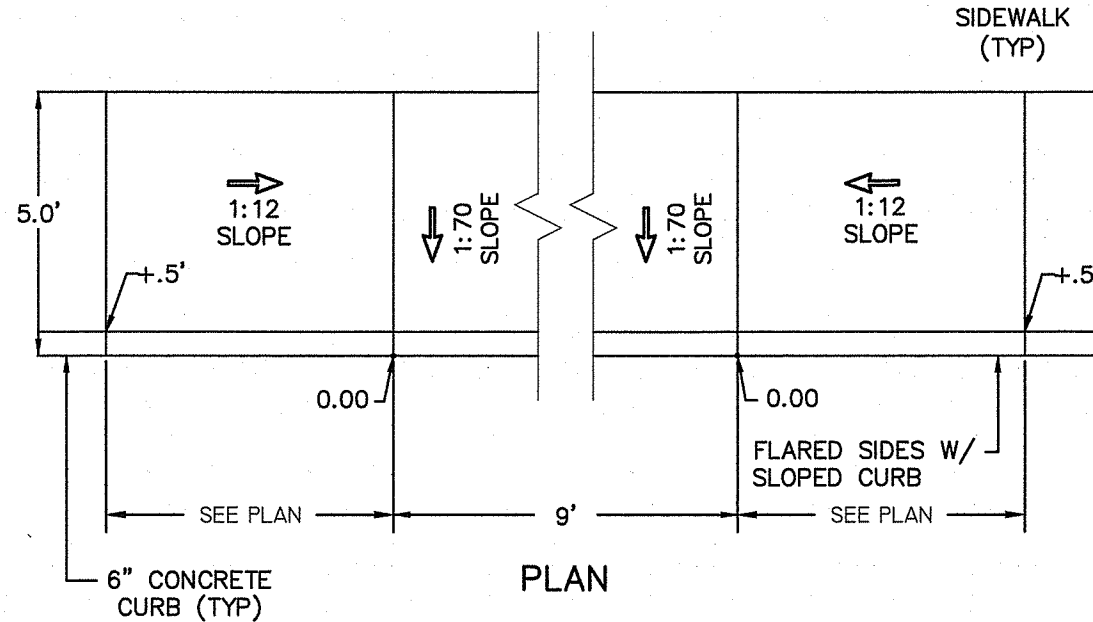 SIDEWALK
(TYP)
5.0'
1:12
SLOPE
1:70
SLOPE
1:70
SLOPE
1:12
SLOPE
+.5'
+.5
0.00
0.00
FLARED SIDES W/
SLOPED CURB
SEE PLAN
9'
SEE PLAN
6" CONCRETE
CURB (TYP)
PLAN